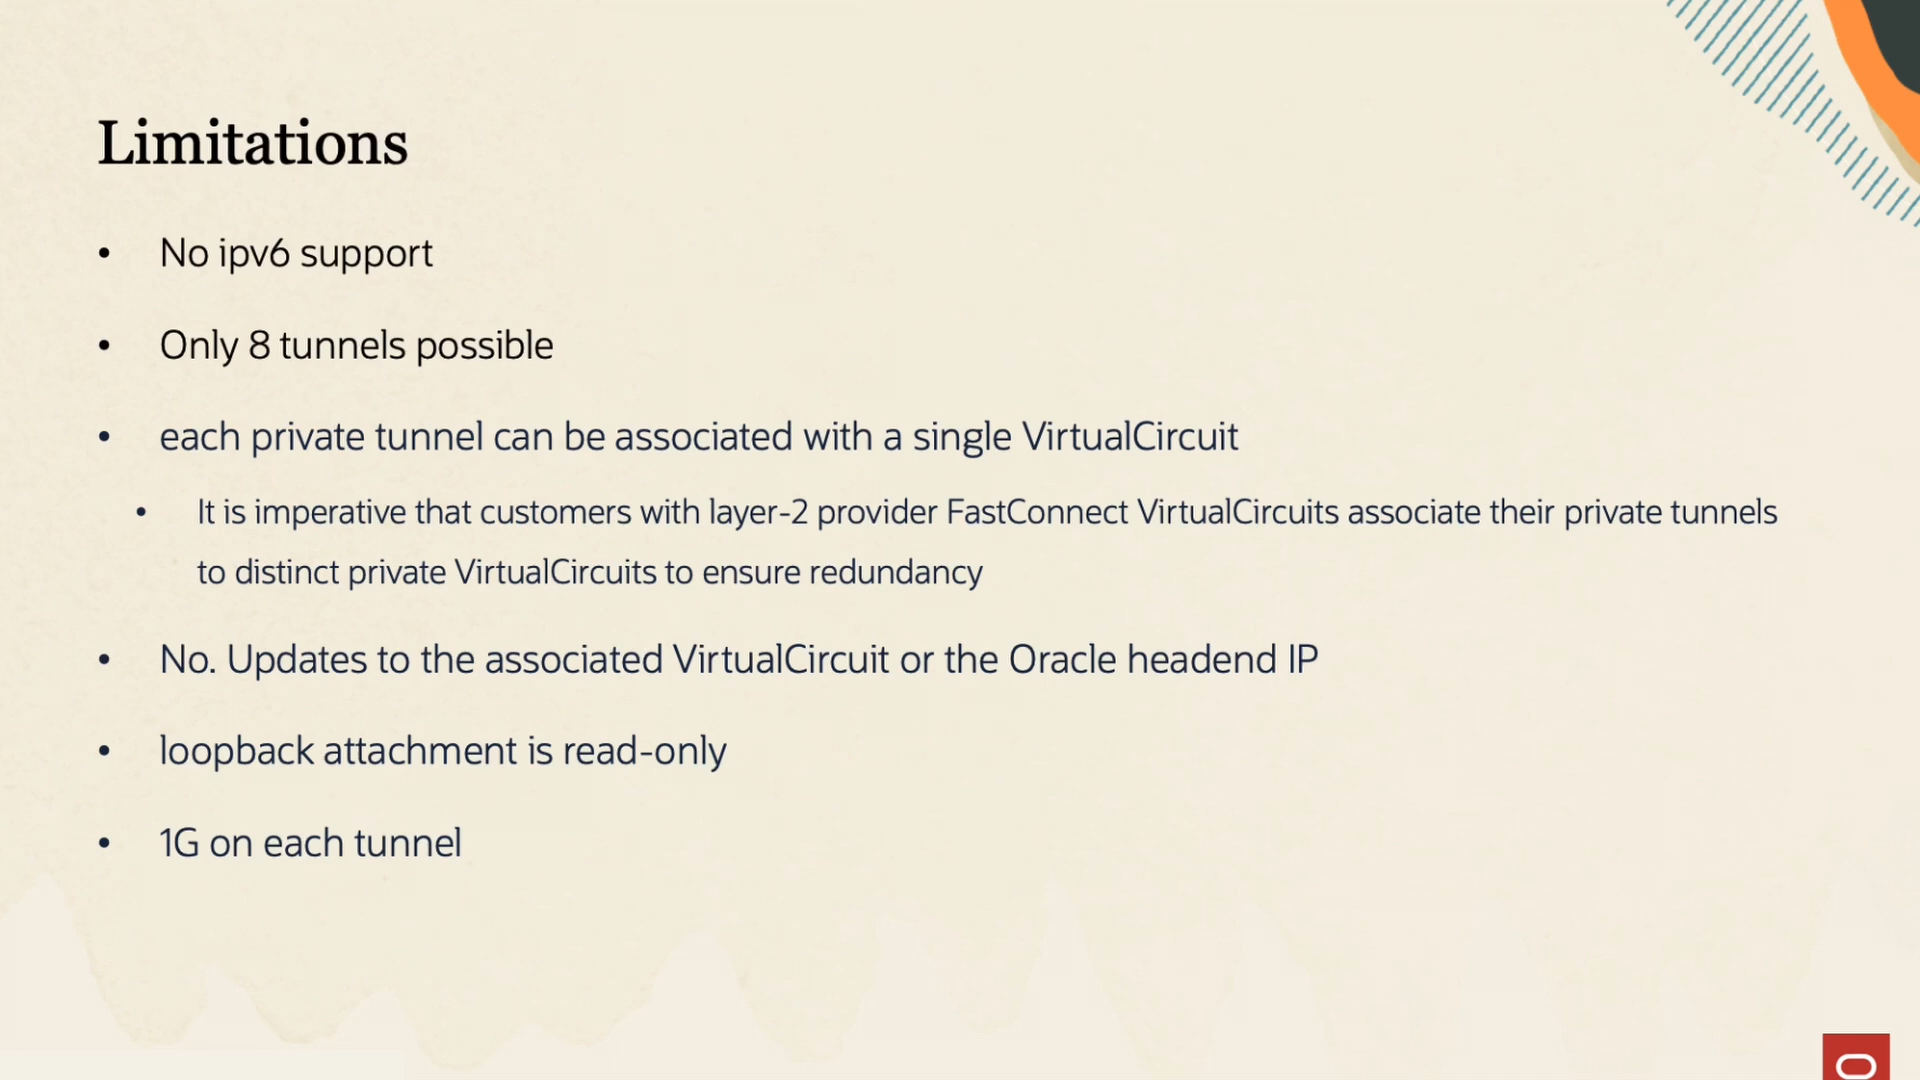 Limitations
• No ipv6 support
• Only 8 tunnels possible
• each private tunnel can be associated with a single VirtualCircuit
• It is imperative that customers with layer-2 provider FastConnect VirtualCircuits associate their private tunnels
to distinct private VirtualCircuits to ensure redundancy
• No. Updates to the associated VirtualCircuit or the Oracle headend IP
• loopback attachment is read-only
• 1G on each tunnel